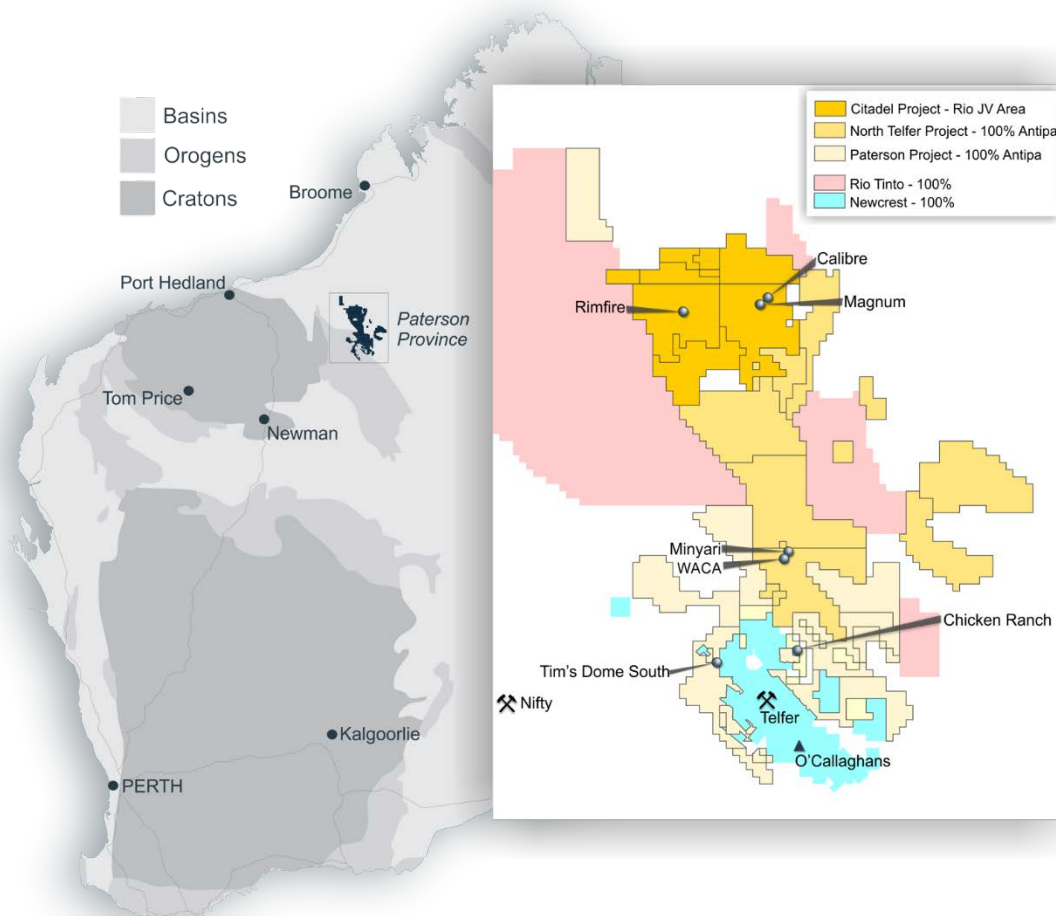 Basins
Orogens
Cratons
Broome
Port Hedland
Paterson
Province
Tom Price
Newman
Kalgoorlie
PERTH
Citadel Project - Rio JV Area
North Telfer Project - 100% Antipa
Paterson Project - 100% Antipa
Rio Tinto - 100%
Newcrest - 100%
Calibre
Rimfire
Magnum
Minyari
WACA
Chicken Ranch
Tim's Dome South
Nifty
Telfer
O'Callaghans